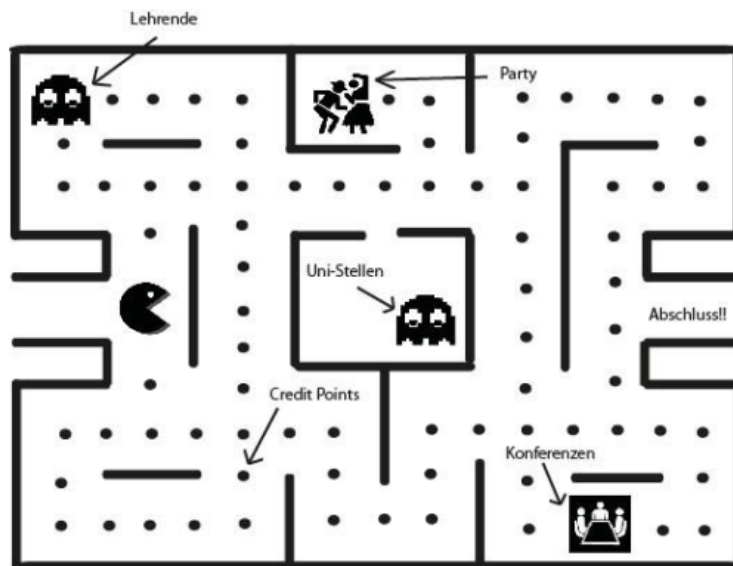 Lehrende
Party
Uni-Stellen
Abschluss!!
Credit Points
Konferenzen